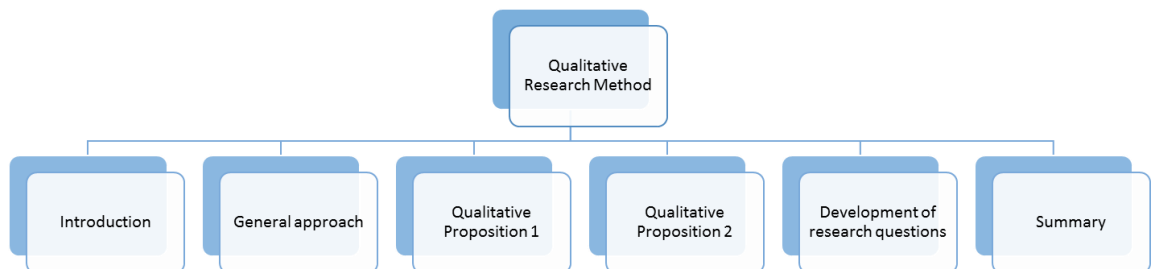 Qualitative
Research Method
Introduction
General approach
Qualitative
Proposition 1
Qualitative
Proposition 2
Development of
research questions
Summary